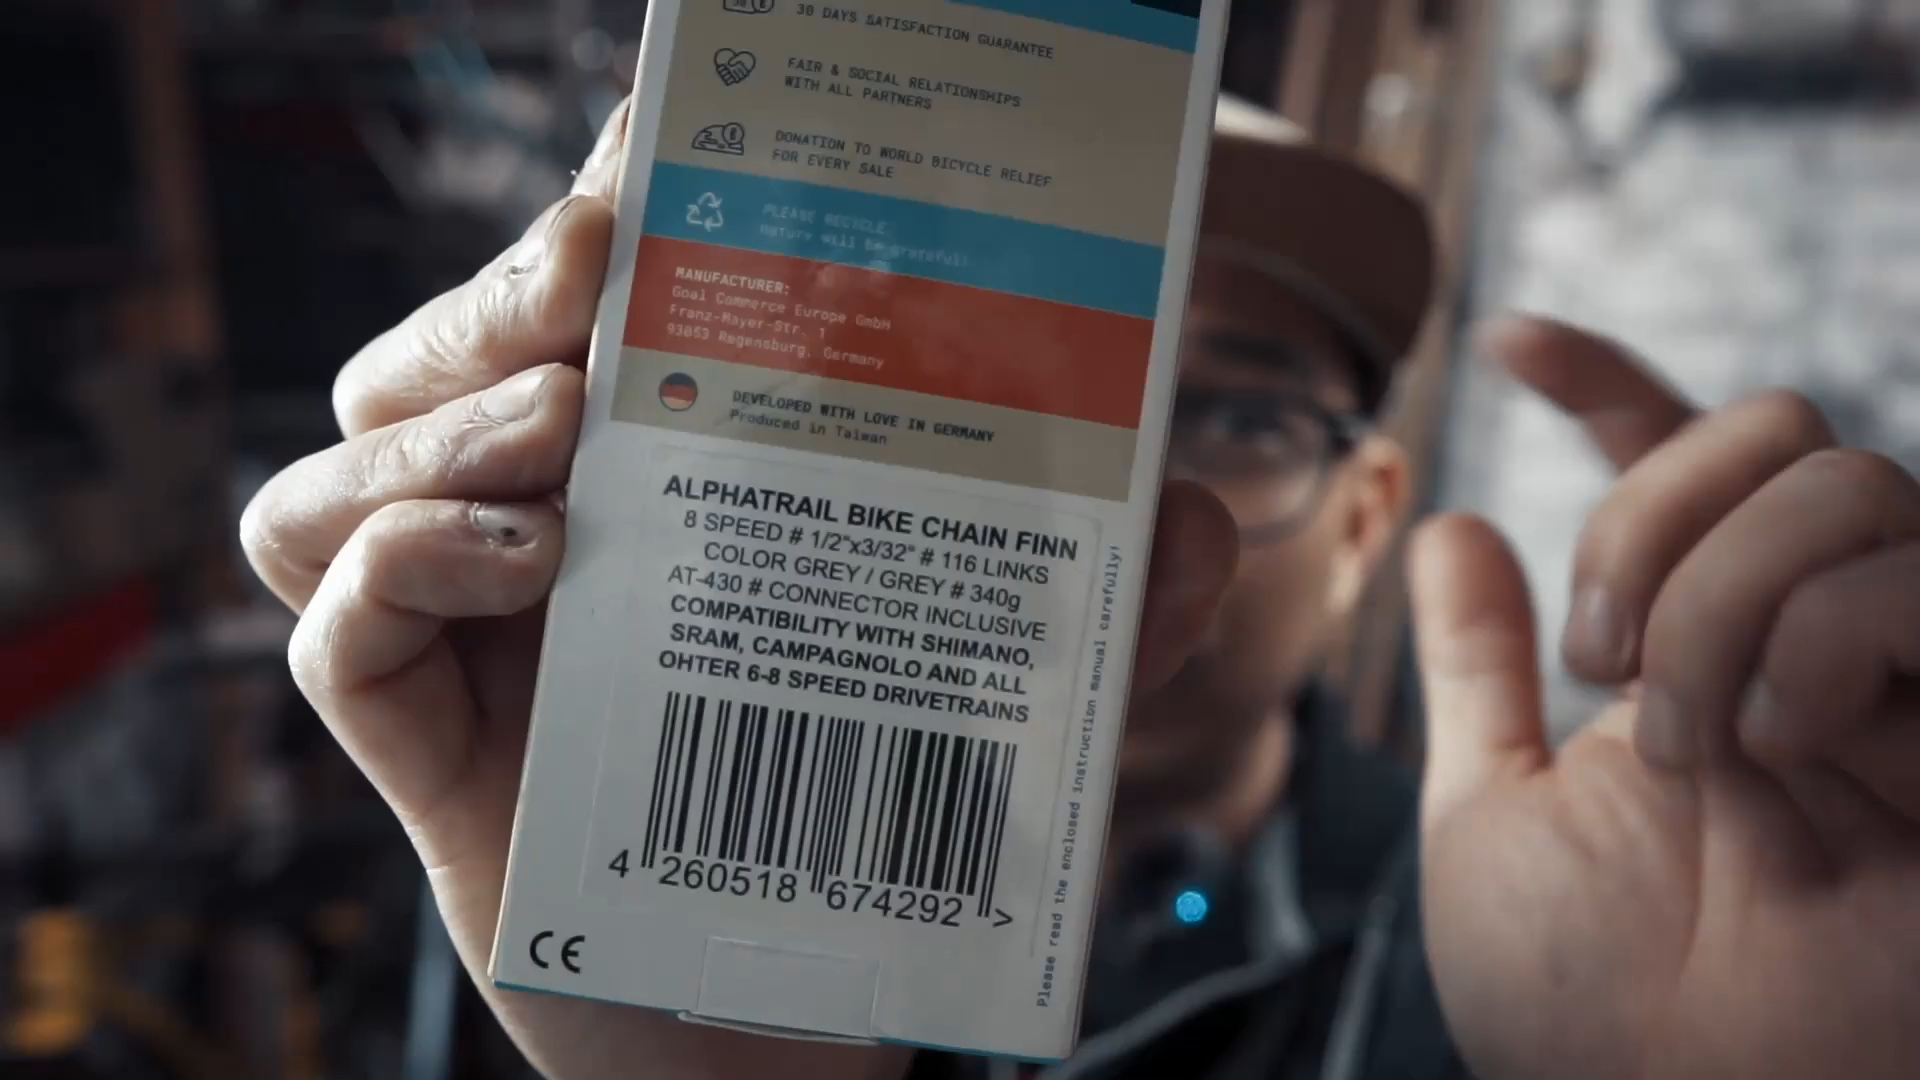 30 DAYS SATISFACTION GUARANTEE
FAIR & SOCIAL RELATIONSHIPS
WITH ALL PARTNERS
DONATION TO WORLD BICYCLE RELIEF
FOR EVERY SALE
PLEASE RECYCLE
nature will be grateful!
MANUFACTURER:
Goal Commerce Europe GmbH
Franz-Mayer-Str. 1
93053 Regensburg, Germany
DEVELOPED WITH LOVE IN GERMANY
Produced in Taiwan
ALPHATRAIL BIKE CHAIN FINN
8 SPEED # 1/2"x3/32" # 116 LINKS
COLOR GREY / GREY # 340g
AT-430 # CONNECTOR INCLUSIVE
COMPATIBILITY WITH SHIMANO,
SRAM, CAMPAGNOLO AND ALL
OHTER 6-8 SPEED DRIVETRAINS
4 260518 674292 >
CE
Please read the enclosed instruction manual carefully!